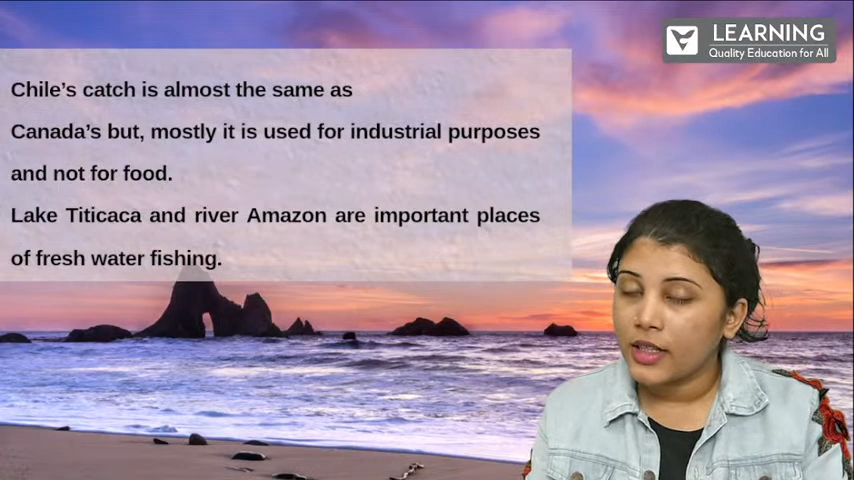 LEARNING
Quality Education for All
Chile's catch is almost the same as
Canada's but, mostly it is used for industrial purposes
and not for food.
Lake Titicaca and river Amazon are important places
of fresh water fishing.